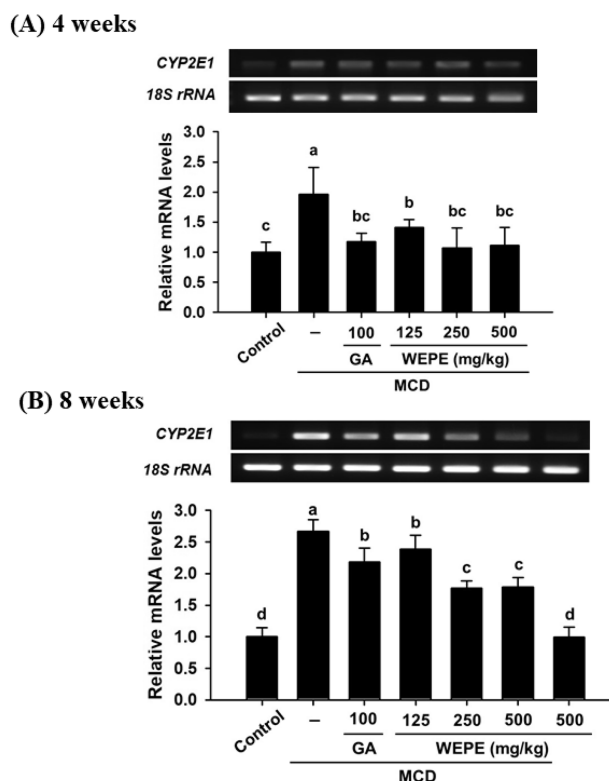 (A) 4 weeks
CYP2E1
18S rRNA
Relative mRNA levels
3.0
2.5
2.0
1.5
1.0
0.5
0.0
c a bc b bc bc
Control – 100 125 250 500
GA WEPE (mg/kg)
MCD
(B) 8 weeks
CYP2E1
18S rRNA
Relative mRNA levels
3.0
2.5
2.0
1.5
1.0
0.5
0.0
d a b b c c d
Control – 100 125 250 500 500
GA WEPE (mg/kg)
MCD